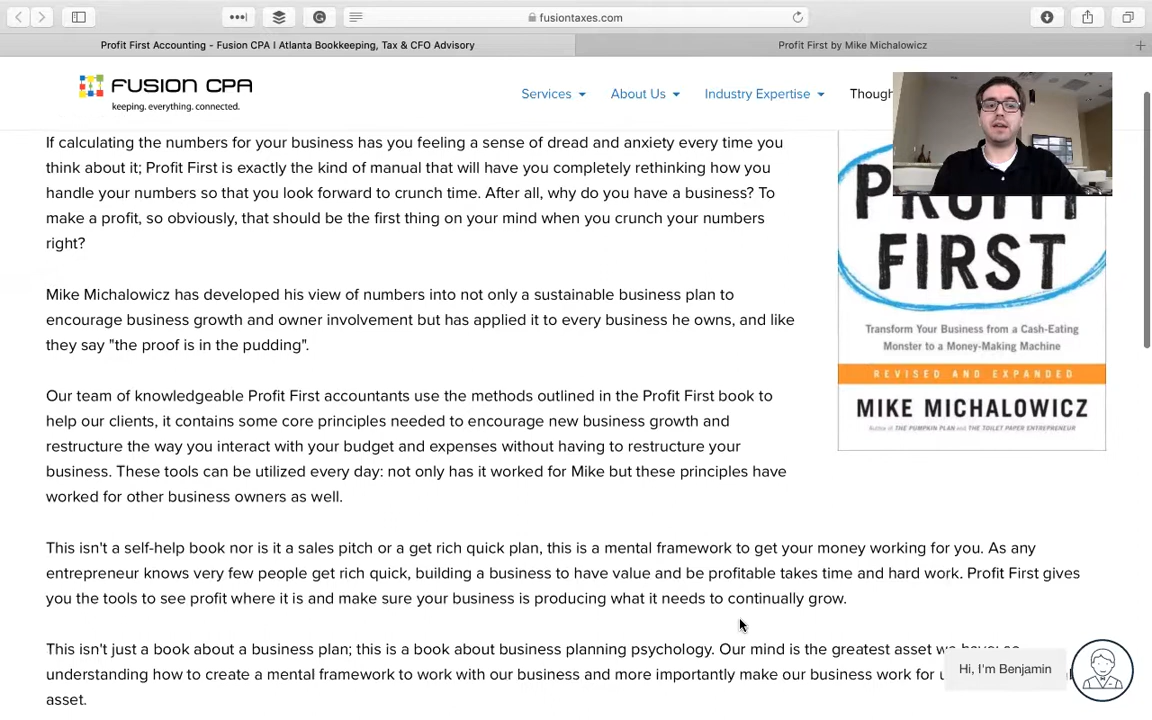 fusiontaxes.com
Profit First Accounting - Fusion CPA I Atlanta Bookkeeping, Tax & CFO Advisory
Profit First by Mike Michalowicz
FUSION CPA
keeping. everything. connected.
Services
About Us
Industry Expertise
If calculating the numbers for your business has you feeling a sense of dread and anxiety every time you
think about it; Profit First is exactly the kind of manual that will have you completely rethinking how you
handle your numbers so that you look forward to crunch time. After all, why do you have a business? To
make a profit, so obviously, that should be the first thing on your mind when you crunch your numbers
right?
Mike Michalowicz has developed his view of numbers into not only a sustainable business plan to
encourage business growth and owner involvement but has applied it to every business he owns, and like
they say "the proof is in the pudding".
Our team of knowledgeable Profit First accountants use the methods outlined in the Profit First book to
help our clients, it contains some core principles needed to encourage new business growth and
restructure the way you interact with your budget and expenses without having to restructure your
business. These tools can be utilized every day: not only has it worked for Mike but these principles have
worked for other business owners as well.
This isn't a self-help book nor is it a sales pitch or a get rich quick plan, this is a mental framework to get your money working for you. As any
entrepreneur knows very few people get rich quick, building a business to have value and be profitable takes time and hard work. Profit First gives
you the tools to see profit where it is and make sure your business is producing what it needs to continually grow.
This isn't just a book about a business plan; this is a book about business planning psychology. Our mind is the greatest asset
understanding how to create a mental framework to work with our business and more importantly make our business work for
asset.
PROFIT
FIRST
Transform Your Business from a Cash-Eating
Monster to a Money-Making Machine
REVISED AND EXPANDED
MIKE MICHALOWICZ
Author of THE PUMPKIN PLAN and THE TOILET PAPER ENTREPRENEUR
Hi, I'm Benjamin